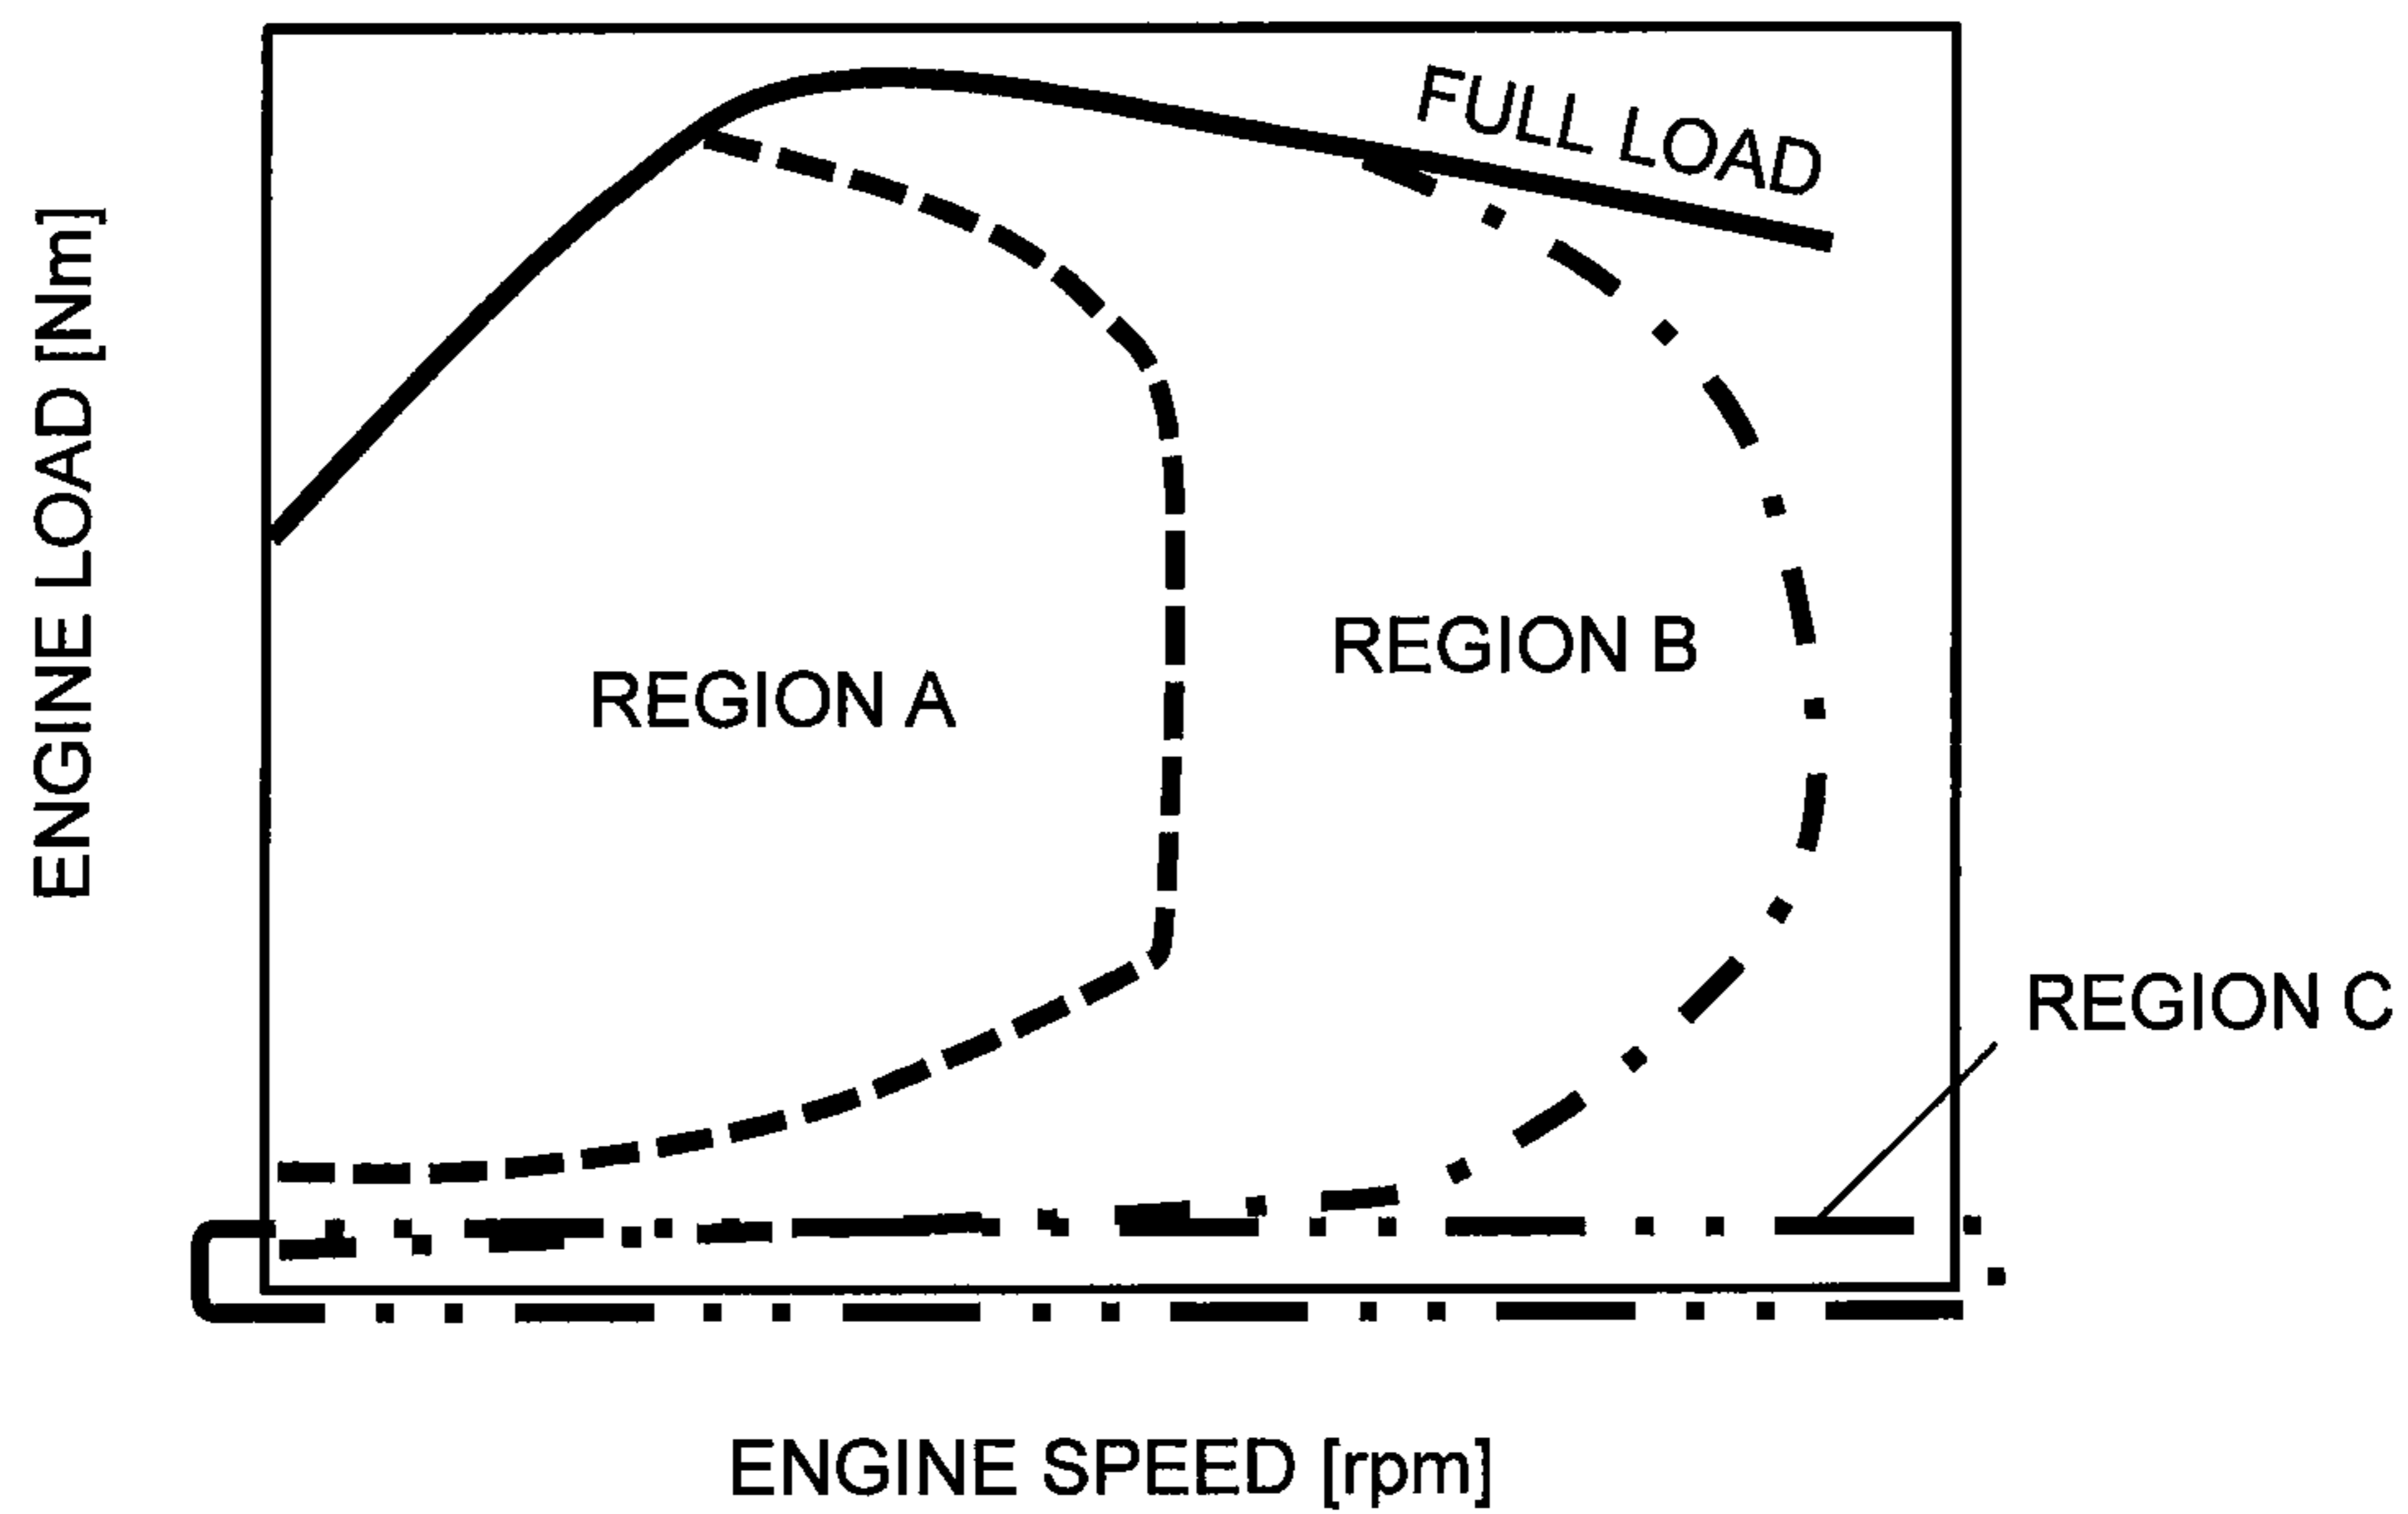 FULL LOAD
ENGINE LOAD [Nm]
REGION A
REGION B
REGION C
ENGINE SPEED [rpm]